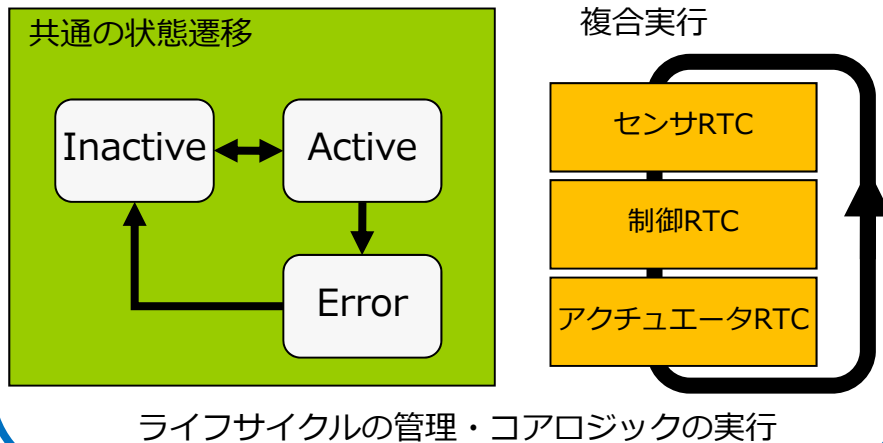 共通の状態遷移
Inactive
Active
Error
複合実行
センサRTC
制御RTC
アクチュエータRTC
ライフサイクルの管理・コアロジックの実行